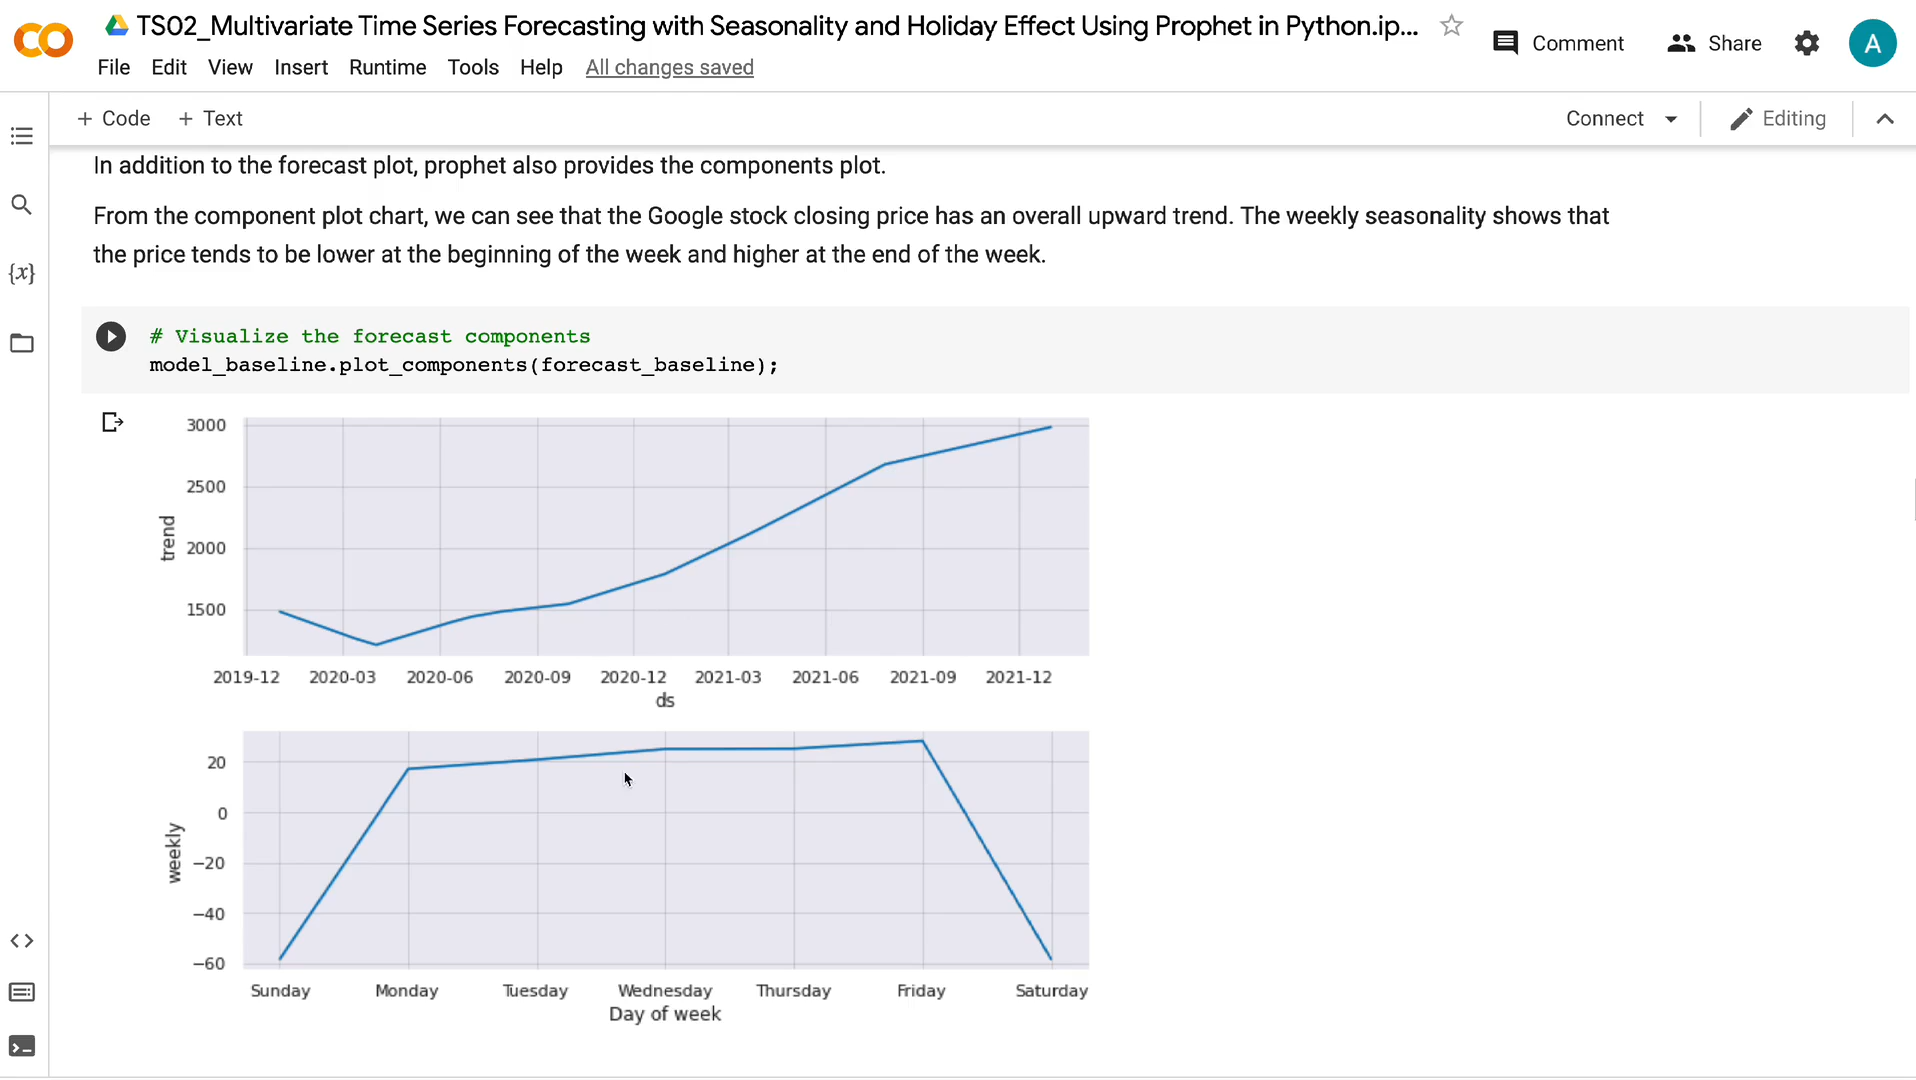 TS02_Multivariate Time Series Forecasting with Seasonality and Holiday Effect Using Prophet in Python.ip...
Comment
Share
A
File Edit View Insert Runtime Tools Help All changes saved
+ Code + Text
Connect
Editing
In addition to the forecast plot, prophet also provides the components plot.
From the component plot chart, we can see that the Google stock closing price has an overall upward trend. The weekly seasonality shows that
the price tends to be lower at the beginning of the week and higher at the end of the week.
{x}
# Visualize the forecast components
model_baseline.plot_components(forecast_baseline);
3000
2500
2000
1500
trend
2019-12 2020-03 2020-06 2020-09 2020-12 2021-03 2021-06 2021-09 2021-12
ds
20
0
−20
−40
−60
weekly
Sunday Monday Tuesday Wednesday Thursday Friday Saturday
Day of week